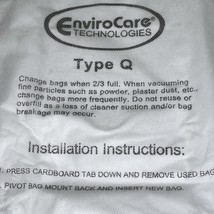 EnviroCare®
TECHNOLOGIES
Type Q
Change bags when 2/3 full. When vacuuming
fine particles such as powder, plaster dust, etc.,
change bags more frequently. Do not reuse or
overfill as a loss of cleaner suction and/or bag
breakage may occur.
Installation Instructions:
1. PRESS CARDBOARD TAB DOWN AND REMOVE USED BAG
. PIVOT BAG MOUNT BACK AND INSERT NEW BAG.